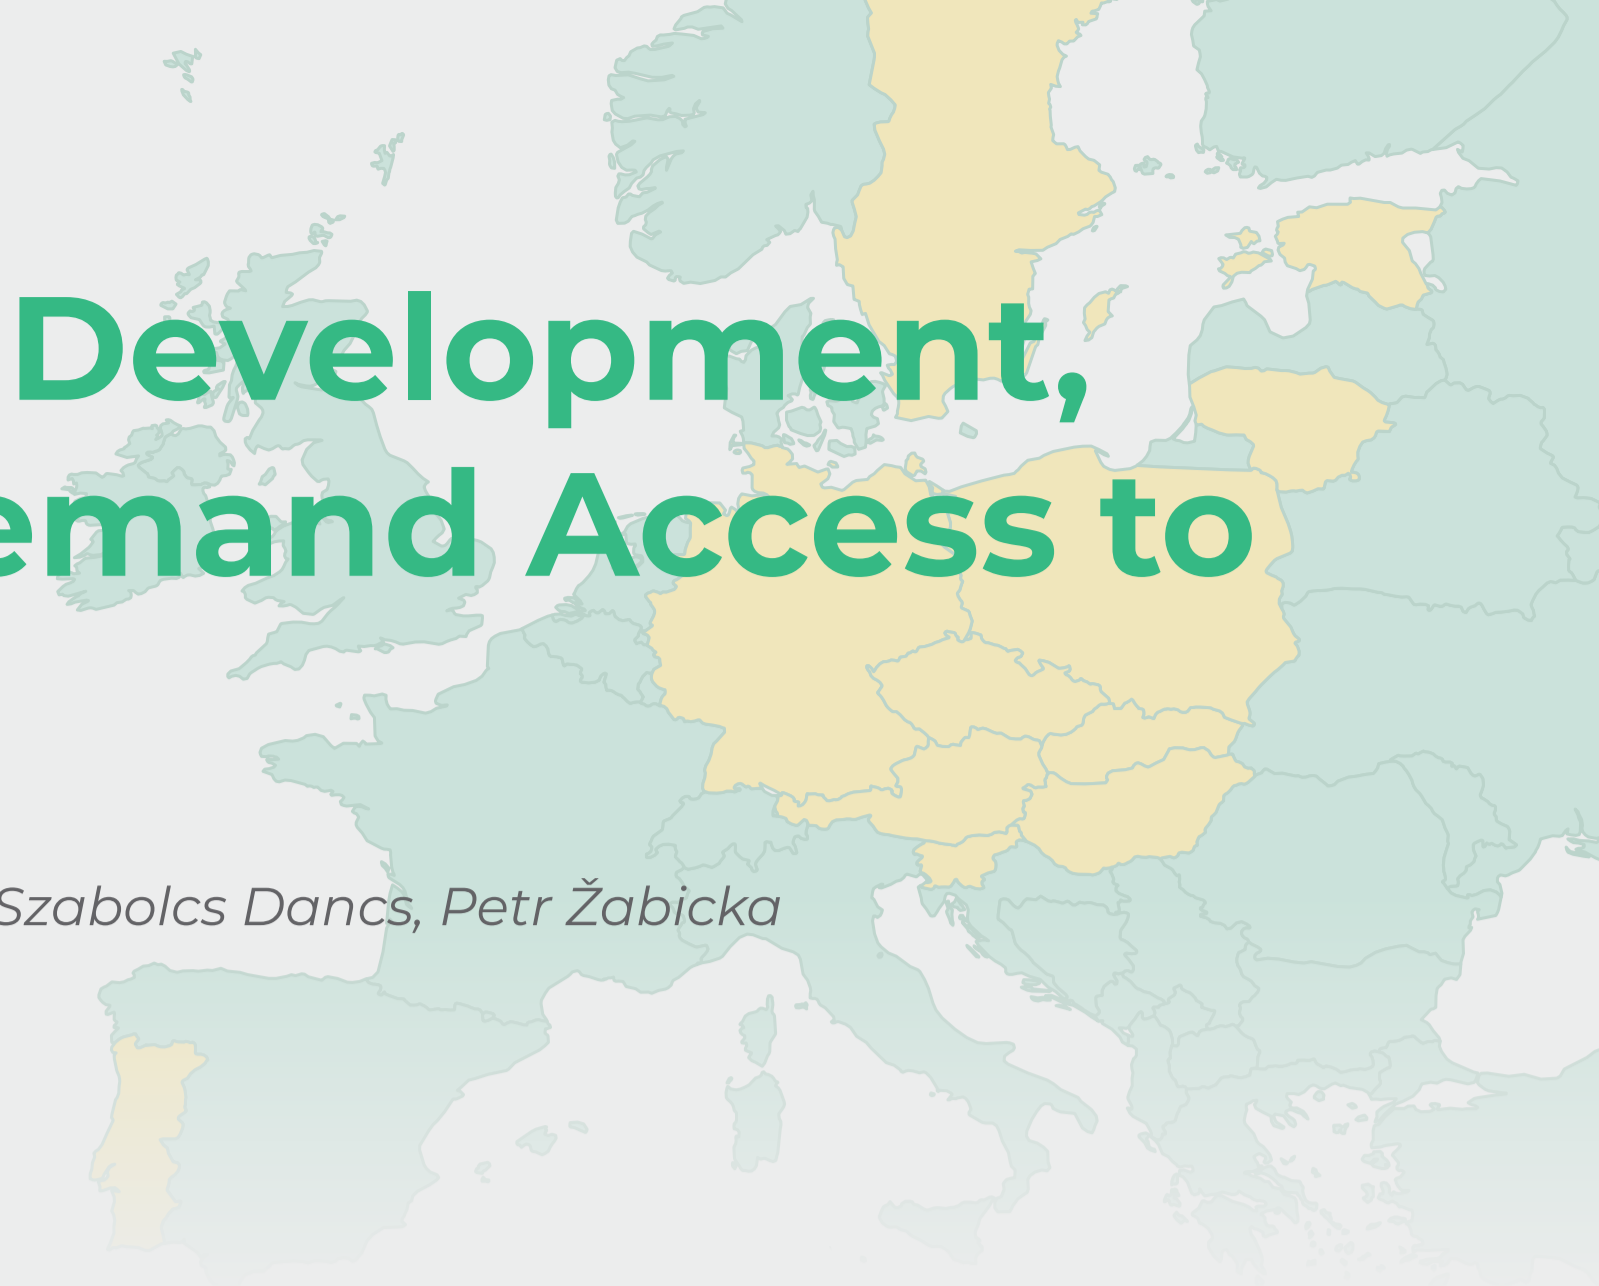 Development,
emand Access to
Szabolcs Dancs, Petr Žabicka